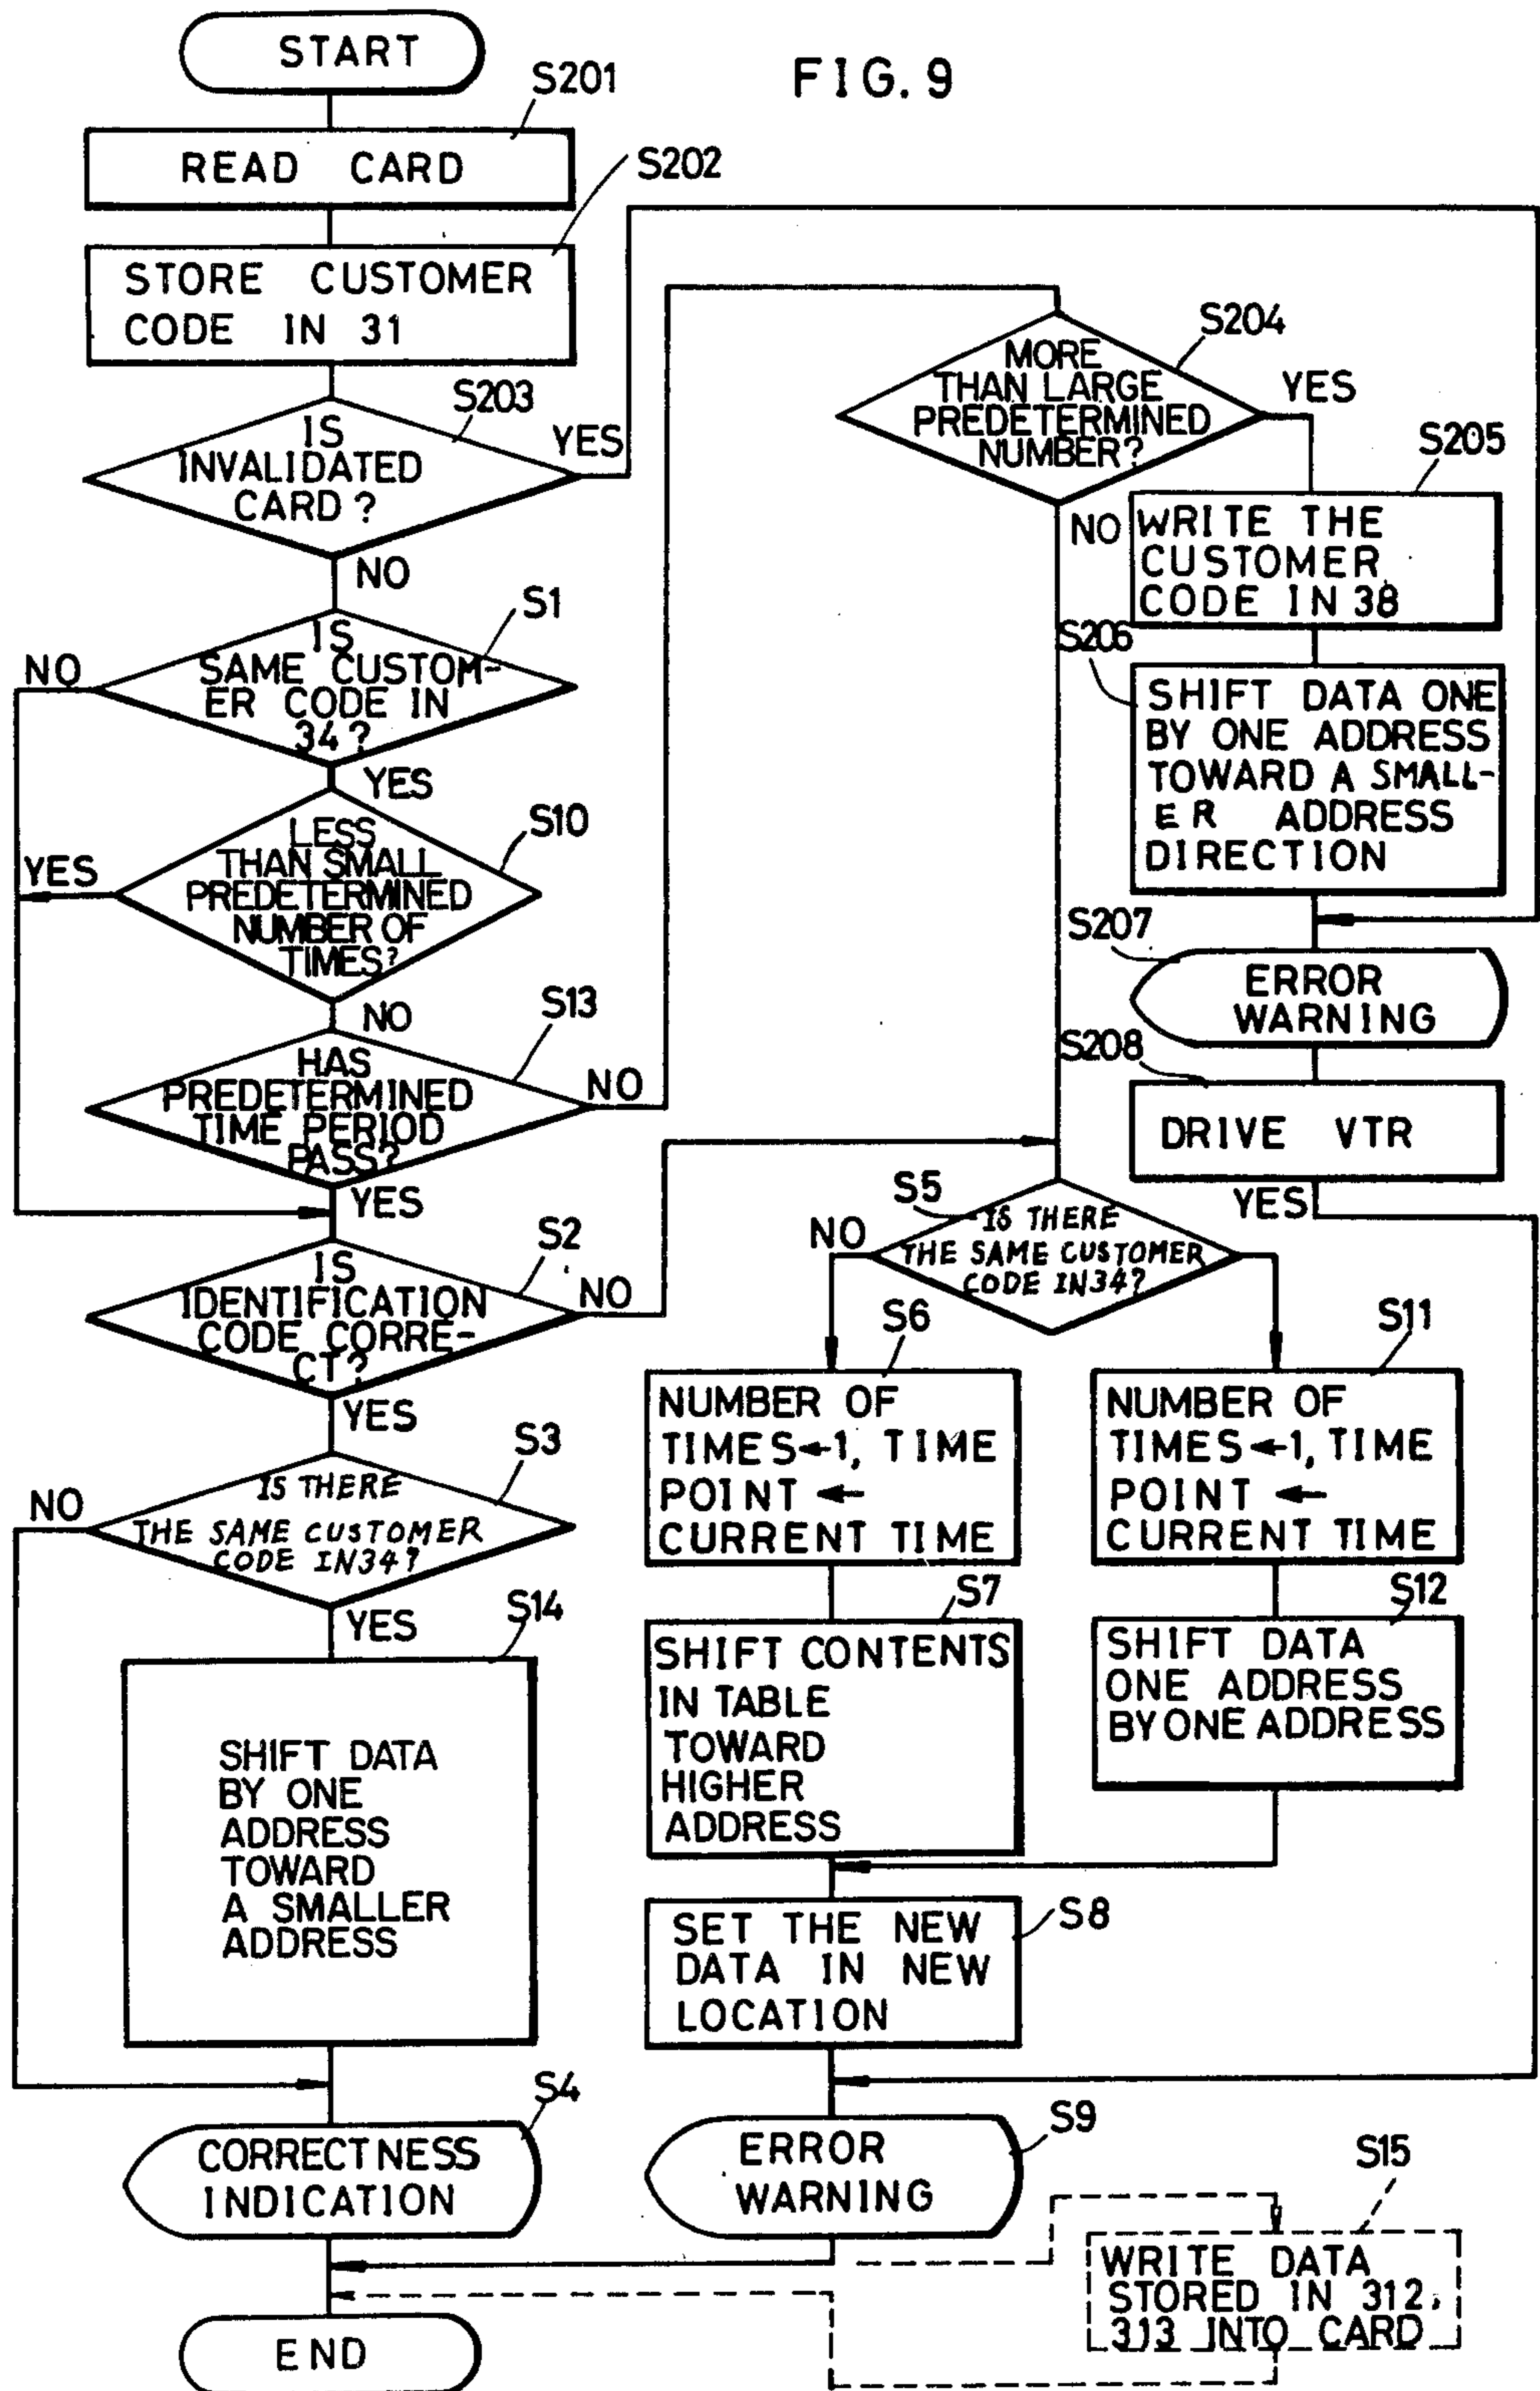 FIG. 9
START
S201
READ CARD
S202
STORE CUSTOMER
CODE IN 31
S203
IS
INVALIDATED
CARD?
YES
NO
S1
IS
SAME CUSTOM-
ER CODE IN
34?
NO
YES
S10
LESS
THAN SMALL
PREDETERMINED
NUMBER OF
TIMES?
YES
NO
S13
HAS
PREDETERMINED
TIME PERIOD
PASS?
NO
YES
S2
IS
IDENTIFICATION
CODE CORRE-
CT?
NO
YES
S3
IS THERE
THE SAME CUSTOMER
CODE IN34?
NO
YES
S14
SHIFT DATA
BY ONE
ADDRESS
TOWARD
A SMALLER
ADDRESS
S4
CORRECTNESS
INDICATION
END
S204
MORE
THAN LARGE
PREDETERMINED
NUMBER?
YES
NO
S205
WRITE THE
CUSTOMER
CODE IN 38
S206
SHIFT DATA ONE
BY ONE ADDRESS
TOWARD A SMALL-
ER ADDRESS
DIRECTION
S207
ERROR
WARNING
S208
DRIVE VTR
YES
S5
IS THERE
THE SAME CUSTOMER
CODE IN34?
NO
S6
NUMBER OF
TIMES←1, TIME
POINT ←
CURRENT TIME
S11
NUMBER OF
TIMES←1, TIME
POINT ←
CURRENT TIME
S7
SHIFT CONTENTS
IN TABLE
TOWARD
HIGHER
ADDRESS
S12
SHIFT DATA
ONE ADDRESS
BY ONE ADDRESS
S8
SET THE NEW
DATA IN NEW
LOCATION
S9
ERROR
WARNING
S15
WRITE DATA
STORED IN 312,
313 INTO CARD